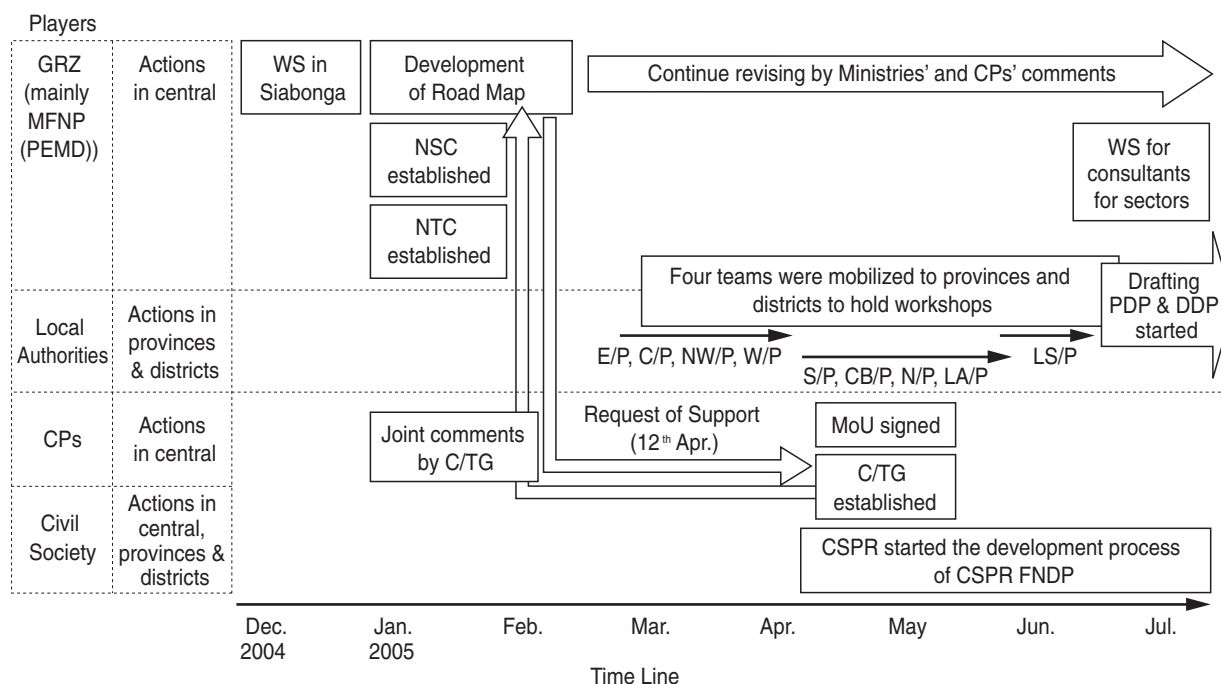 Players
GRZ
(mainly
MFNP
(PEMD))
Actions
in central
WS in
Siabonga
Development
of Road Map
Continue revising by Ministries' and CPs' comments
NSC
established
NTC
established
WS for
consultants
for sectors
Four teams were mobilized to provinces and
districts to hold workshops
Drafting
PDP & DDP
started
Local
Authorities
Actions in
provinces
& districts
E/P, C/P, NW/P, W/P
S/P, CB/P, N/P, LA/P
LS/P
CPs
Actions
in central
Joint comments
by C/TG
Request of Support
(12th Apr.)
MoU signed
C/TG
established
Civil
Society
Actions in
central,
provinces &
districts
CSPR started the development process
of CSPR FNDP
Dec.
2004
Jan.
2005
Feb.
Mar.
Apr.
May
Jun.
Jul.
Time Line